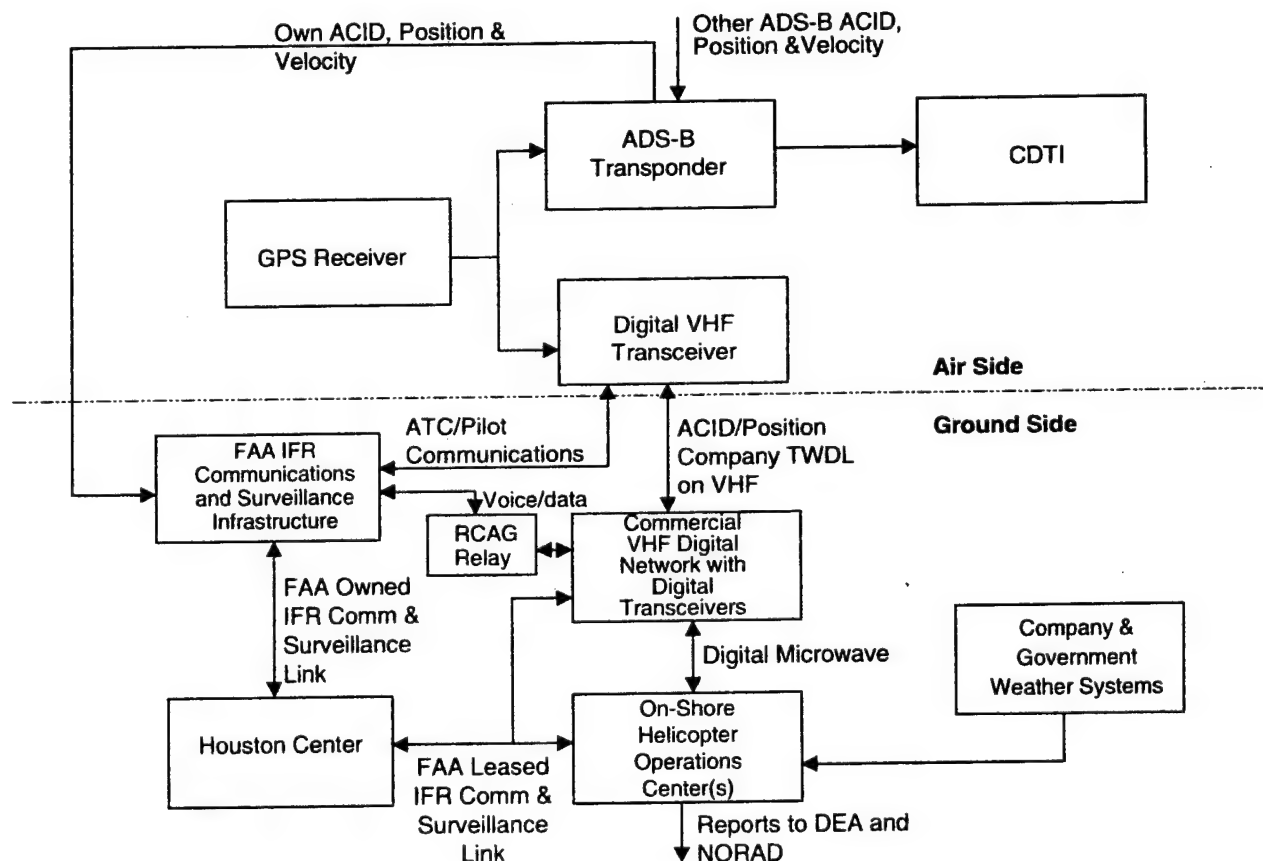 Own ACID, Position &
Velocity
Other ADS-B ACID,
Position &Velocity
ADS-B
Transponder
CDTI
GPS Receiver
Digital VHF
Transceiver
Air Side
Ground Side
ATC/Pilot
Communications
ACID/Position
Company TWDL
on VHF
FAA IFR
Communications
and Surveillance
Infrastructure
Voice/data
RCAG
Relay
Commercial
VHF Digital
Network with
Digital
Transceivers
FAA Owned
IFR Comm &
Surveillance
Link
Digital Microwave
Company &
Government
Weather Systems
Houston Center
On-Shore
Helicopter
Operations
Center(s)
FAA Leased
IFR Comm &
Surveillance
Link
Reports to DEA and
NORAD